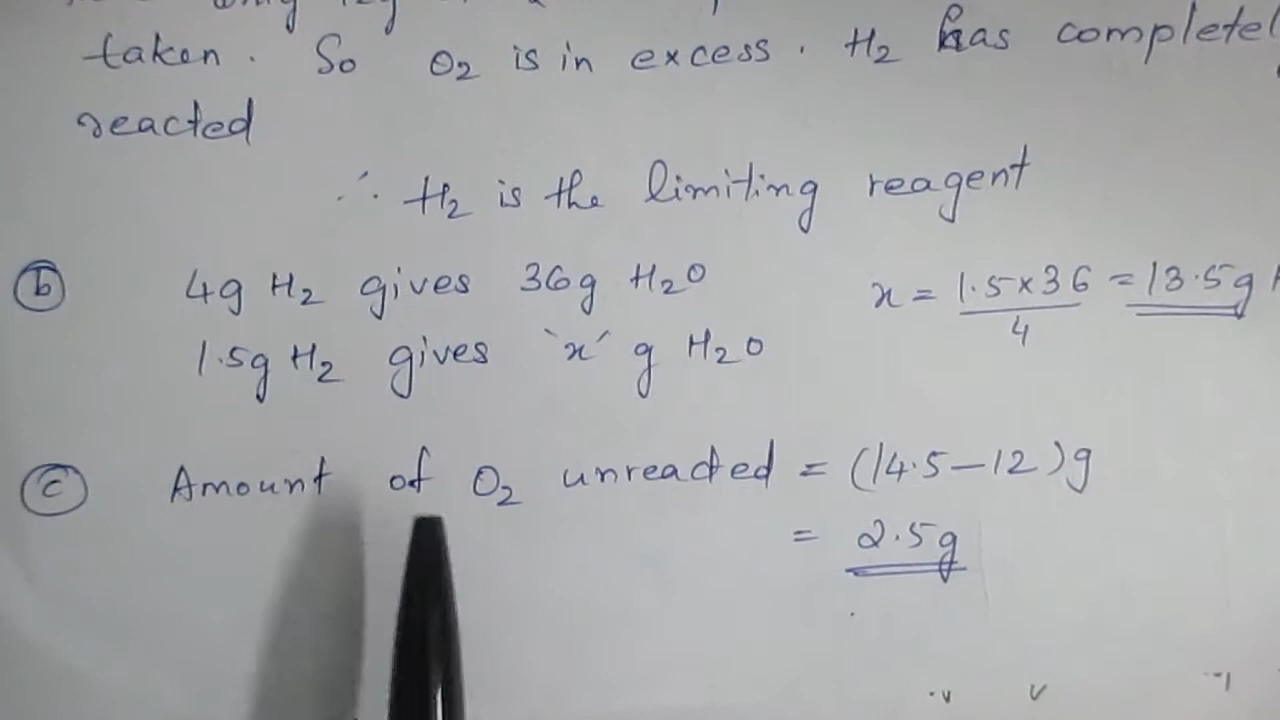 taken. So O2 is in excess. H2 has completel
reacted
∴ H2 is the limiting reagent
b 4g H2 gives 36g H2O x = 1.5×36/4 = 13.5g
1.5g H2 gives 'x' g H2O
c Amount of O2 unreacted = (14.5-12)g
= 2.5g